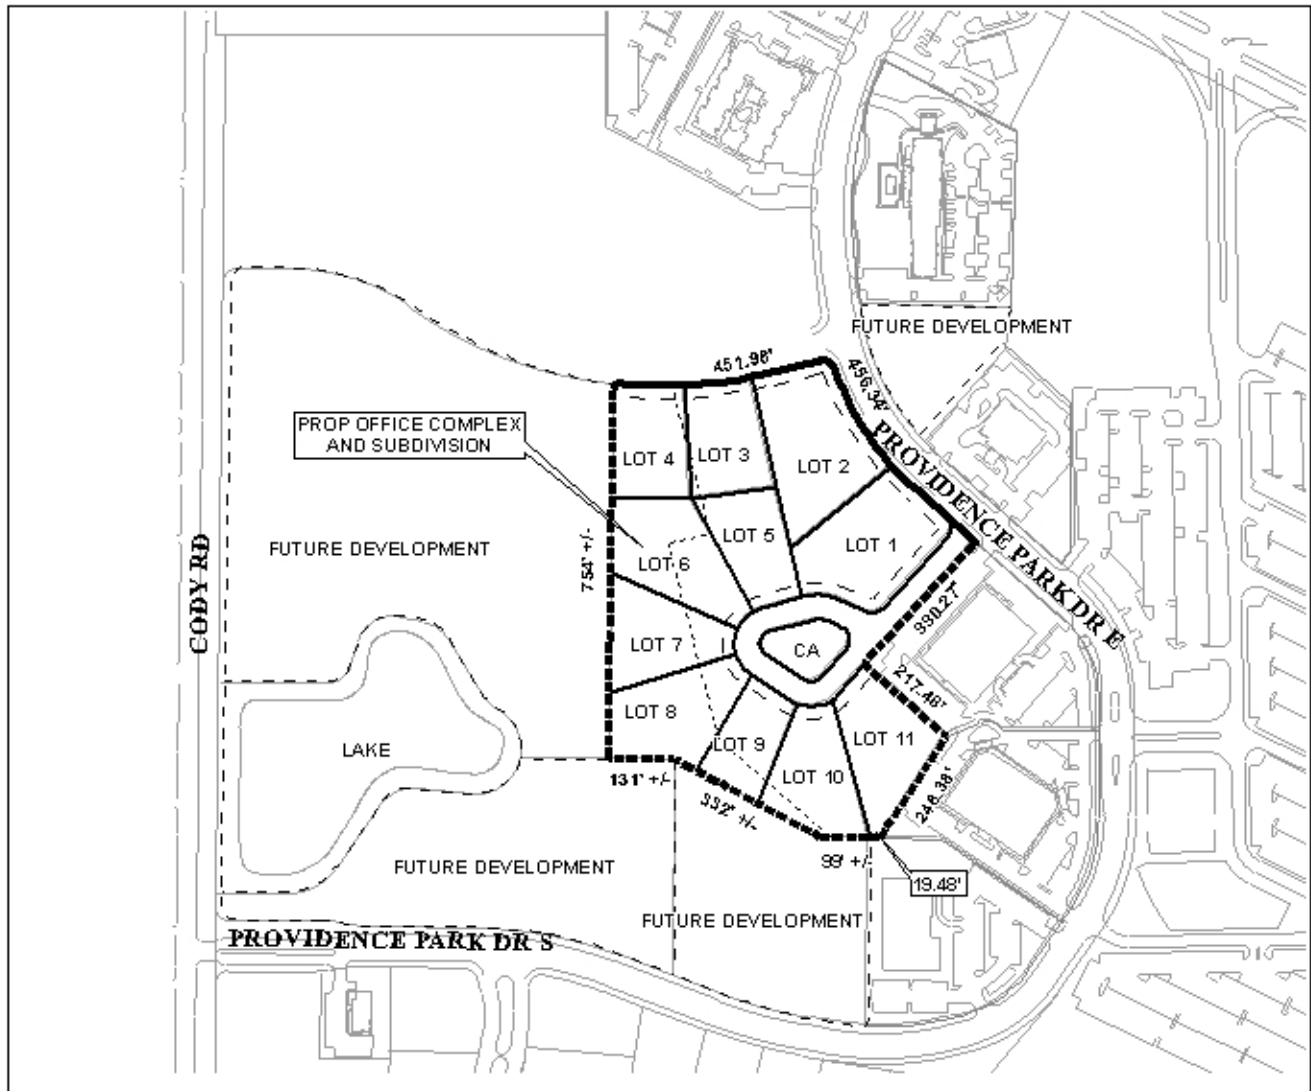 FUTURE DEVELOPMENT
451.98'
456.34'
PROP OFFICE COMPLEX
AND SUBDIVISION
LOT 4
LOT 3
LOT 2
PROVIDENCE PARK DR E
LOT 5
LOT 1
FUTURE DEVELOPMENT
754' +/-
LOT 6
CODY RD
330.27'
LOT 7
CA
217.48'
LOT 8
LOT 9
LOT 11
LAKE
LOT 10
131' +/-
332' +/-
246.38'
99' +/-
FUTURE DEVELOPMENT
19.48'
FUTURE DEVELOPMENT
PROVIDENCE PARK DR S